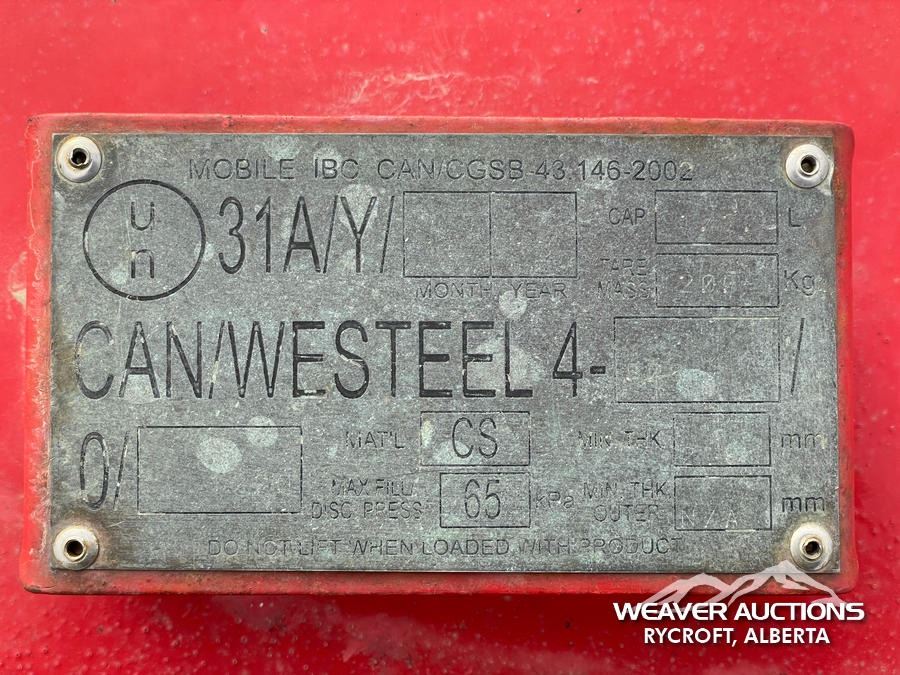 MOBILE IBC CAN/CGSB-43.146-2002
un 31A/Y/ CAP L
MONTH YEAR TARE MASS Kg
CAN/WESTEEL 4- /
0/ MAT'L CS MIN. THK mm
MAX FILL/ DISC PRESS 65 kPa MIN. THK OUTER N/A mm
DO NOT LIFT WHEN LOADED WITH PRODUCT
WEAVER AUCTIONS
RYCROFT, ALBERTA